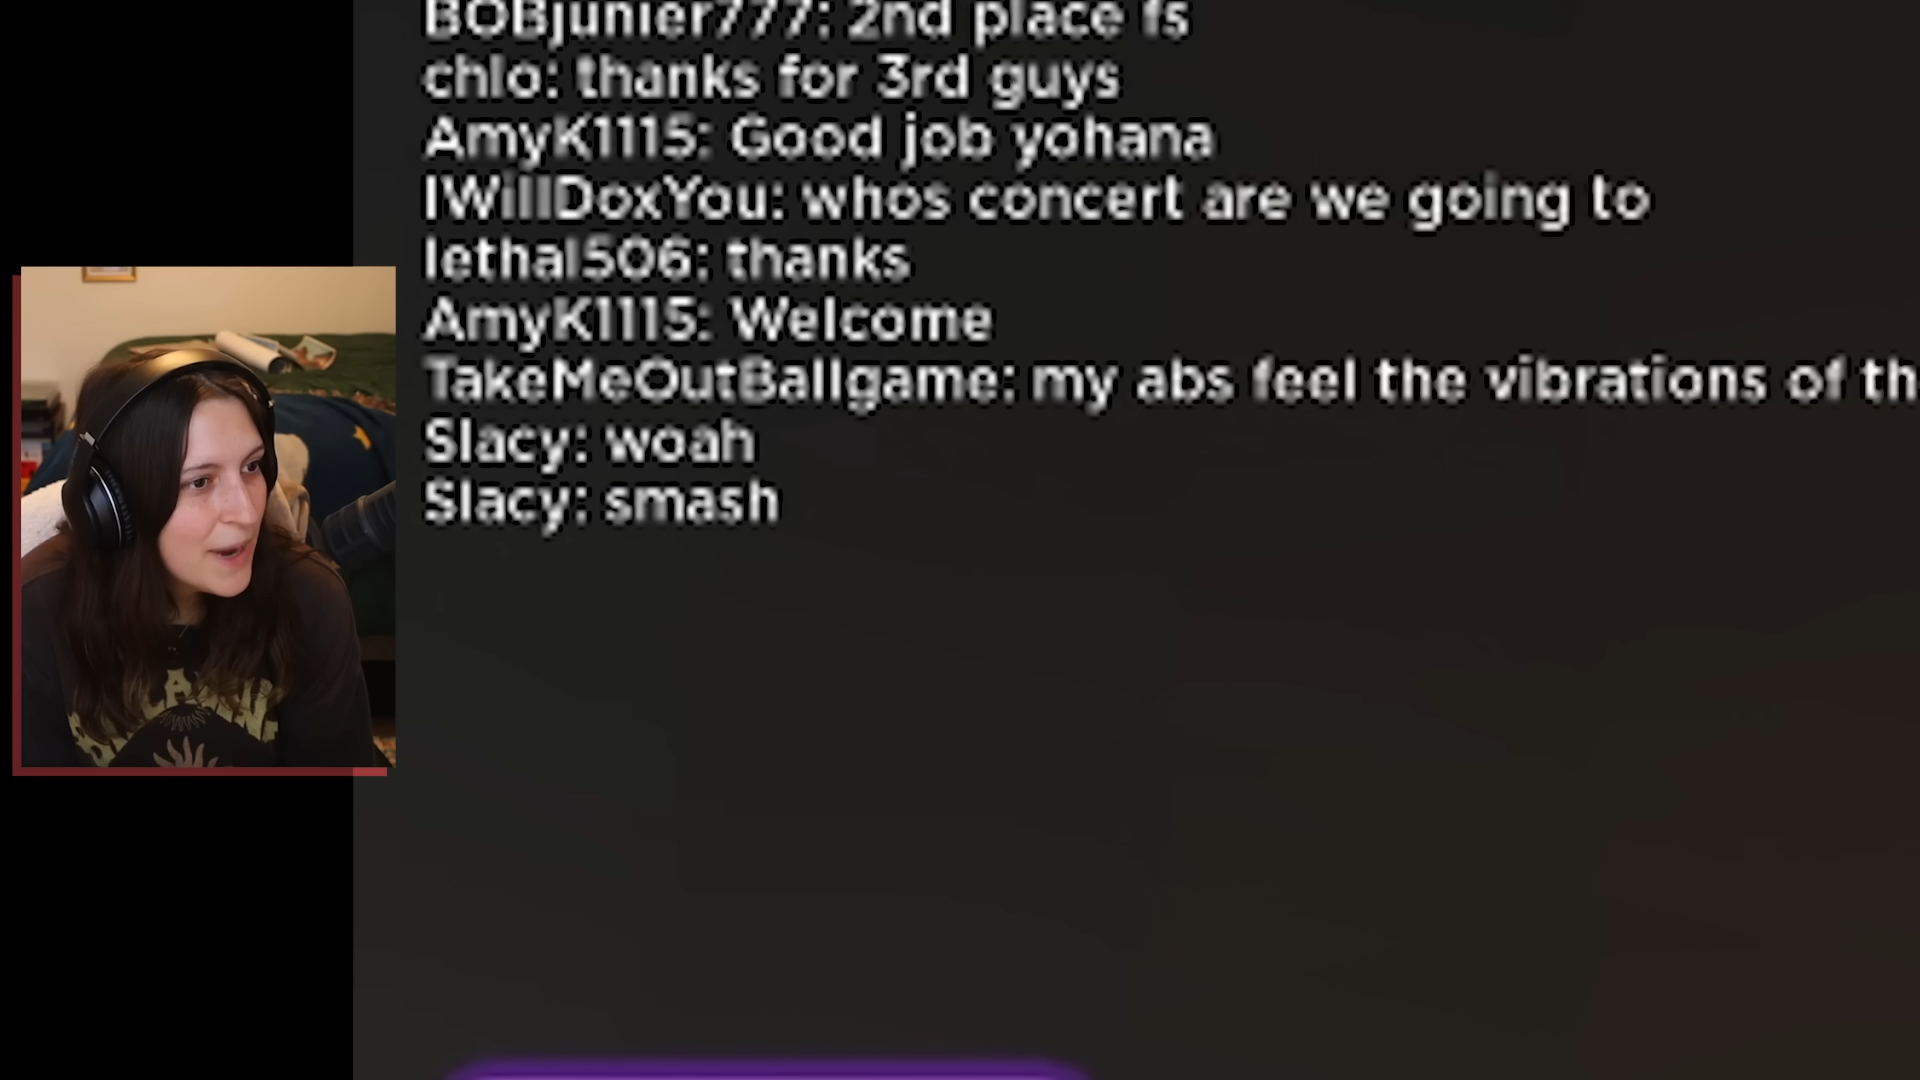 BOBjunier777: 2nd place fs
chlo: thanks for 3rd guys
AmyK1115: Good job yohana
IWillDoxYou: whos concert are we going to
lethal506: thanks
AmyK1115: Welcome
TakeMeOutBallgame: my abs feel the vibrations of th
Slacy: woah
Slacy: smash